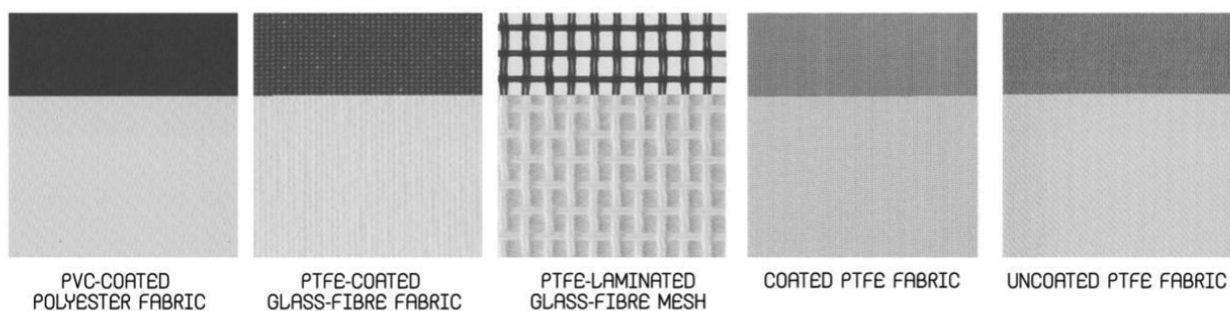 PVC-COATED
POLYESTER FABRIC
PTFE-COATED
GLASS-FIBRE FABRIC
PTFE-LAMINATED
GLASS-FIBRE MESH
COATED PTFE FABRIC
UNCOATED PTFE FABRIC